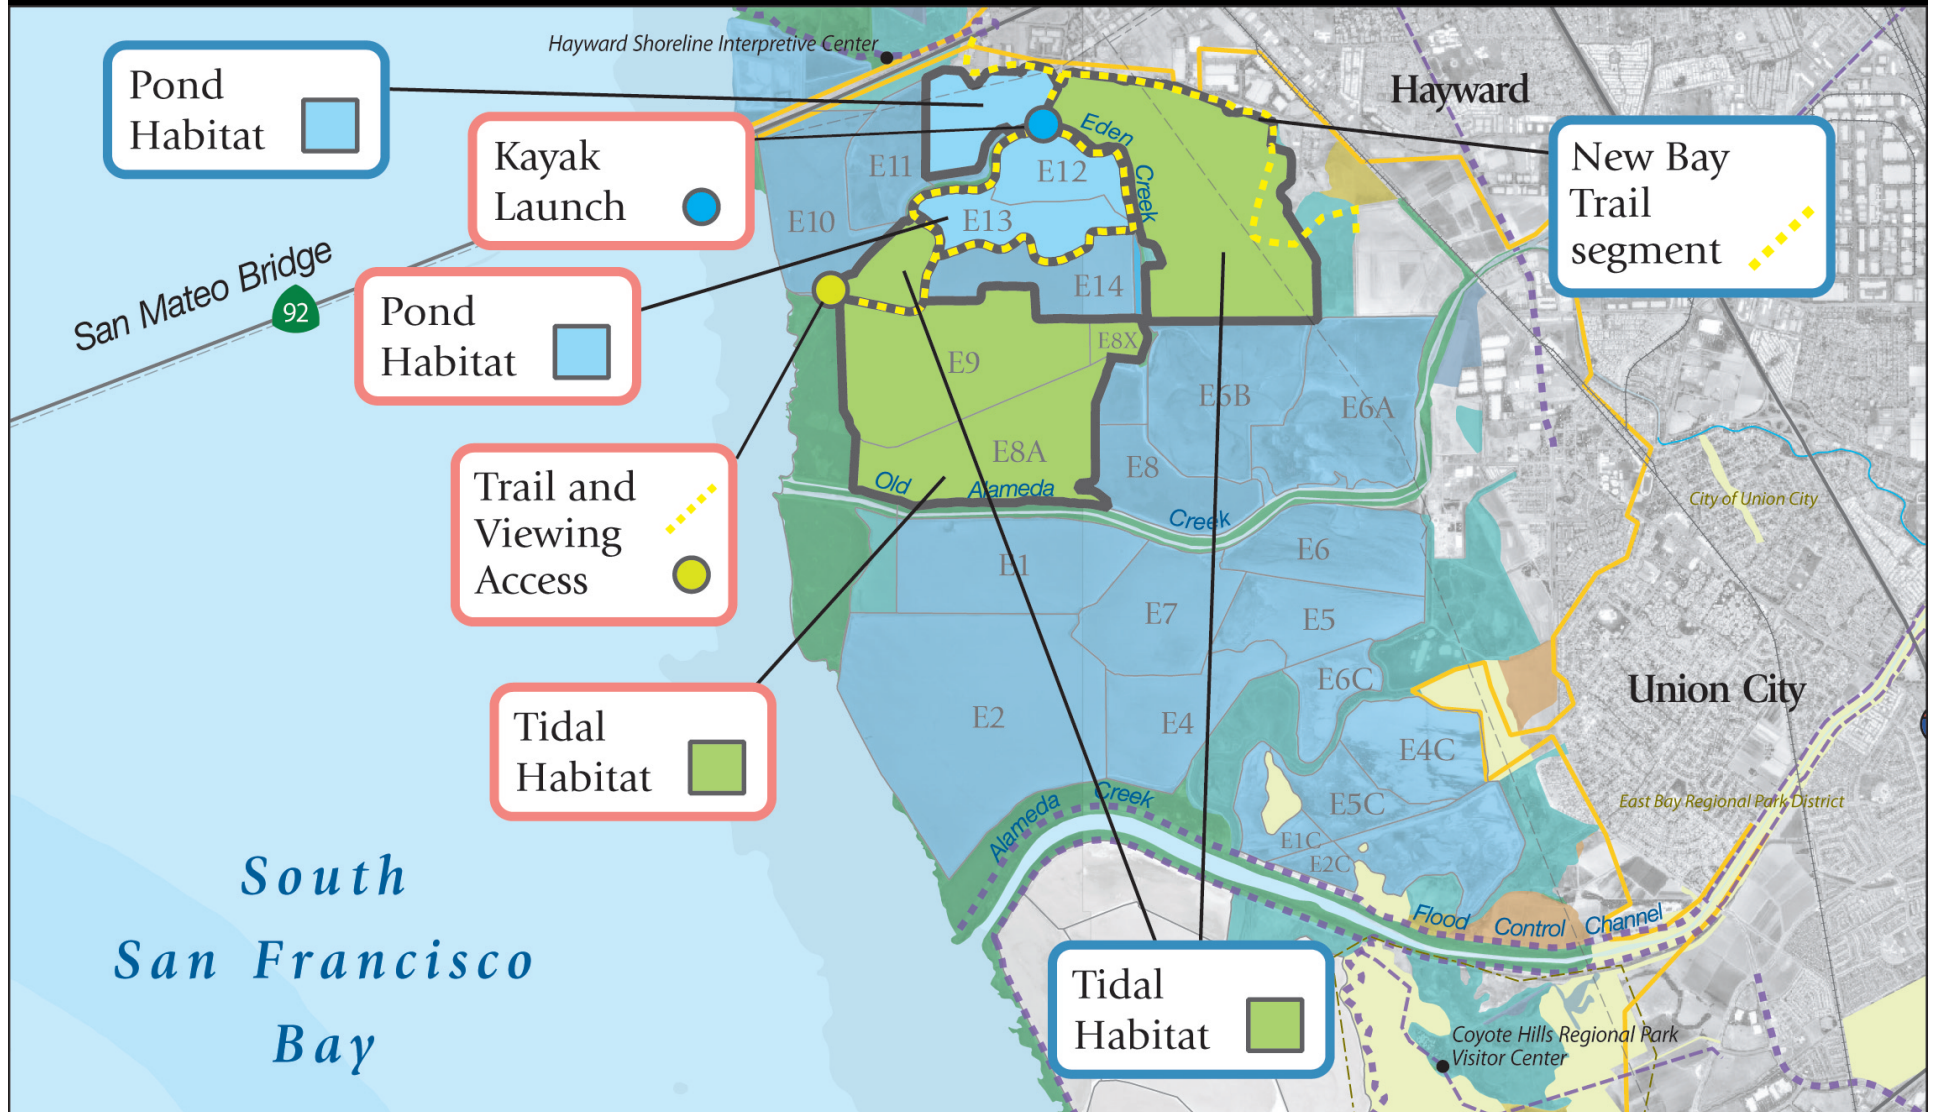 Hayward Shoreline Interpretive Center
Pond
Habitat
Kayak
Launch
Hayward
New Bay
Trail
segment
Eden
Creek
E11
E12
E10
E13
E14
San Mateo Bridge
92
Pond
Habitat
E9
E8X
E6B
E6A
E8A
E8
Old Alameda Creek
Trail and
Viewing
Access
City of Union City
E1
E6
E7
E5
E6C
E2
E4
E4C
Union City
Tidal
Habitat
E5C
E1C
E2C
East Bay Regional Park District
Alameda Creek
Flood Control Channel
South
San Francisco
Bay
Tidal
Habitat
Coyote Hills Regional Park
Visitor Center